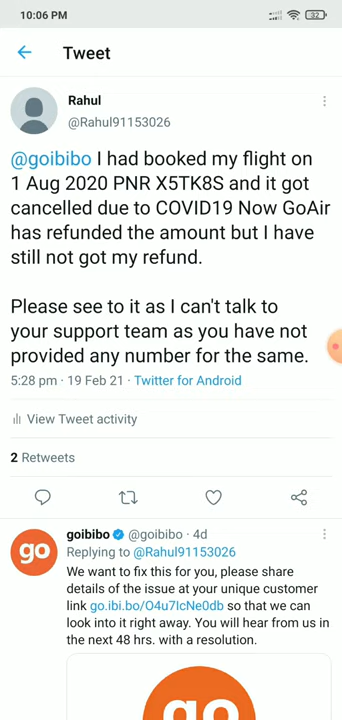 10:06 PM
32
Tweet
Rahul
@Rahul91153026
@goibibo I had booked my flight on
1 Aug 2020 PNR X5TK8S and it got
cancelled due to COVID19 Now GoAir
has refunded the amount but I have
still not got my refund.
Please see to it as I can't talk to
your support team as you have not
provided any number for the same.
5:28 pm · 19 Feb 21 · Twitter for Android
View Tweet activity
2 Retweets
goibibo @goibibo · 4d
go
Replying to @Rahul91153026
We want to fix this for you, please share
details of the issue at your unique customer
link go.ibi.bo/O4u7IcNe0db so that we can
look into it right away. You will hear from us in
the next 48 hrs. with a resolution.
go